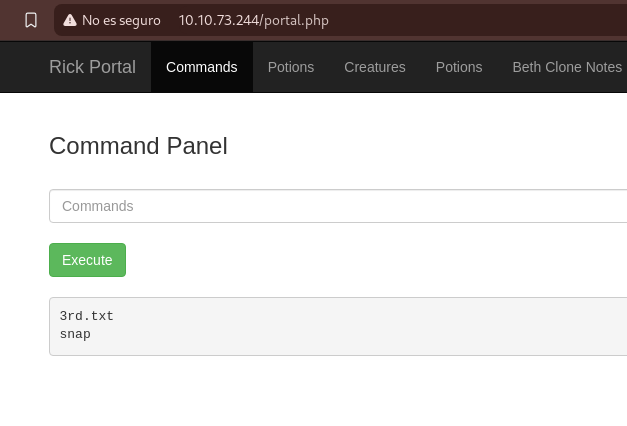 No es seguro 10.10.73.244/portal.php
Rick Portal Commands Potions Creatures Potions Beth Clone Notes
Command Panel
Commands
Execute
3rd.txt
snap